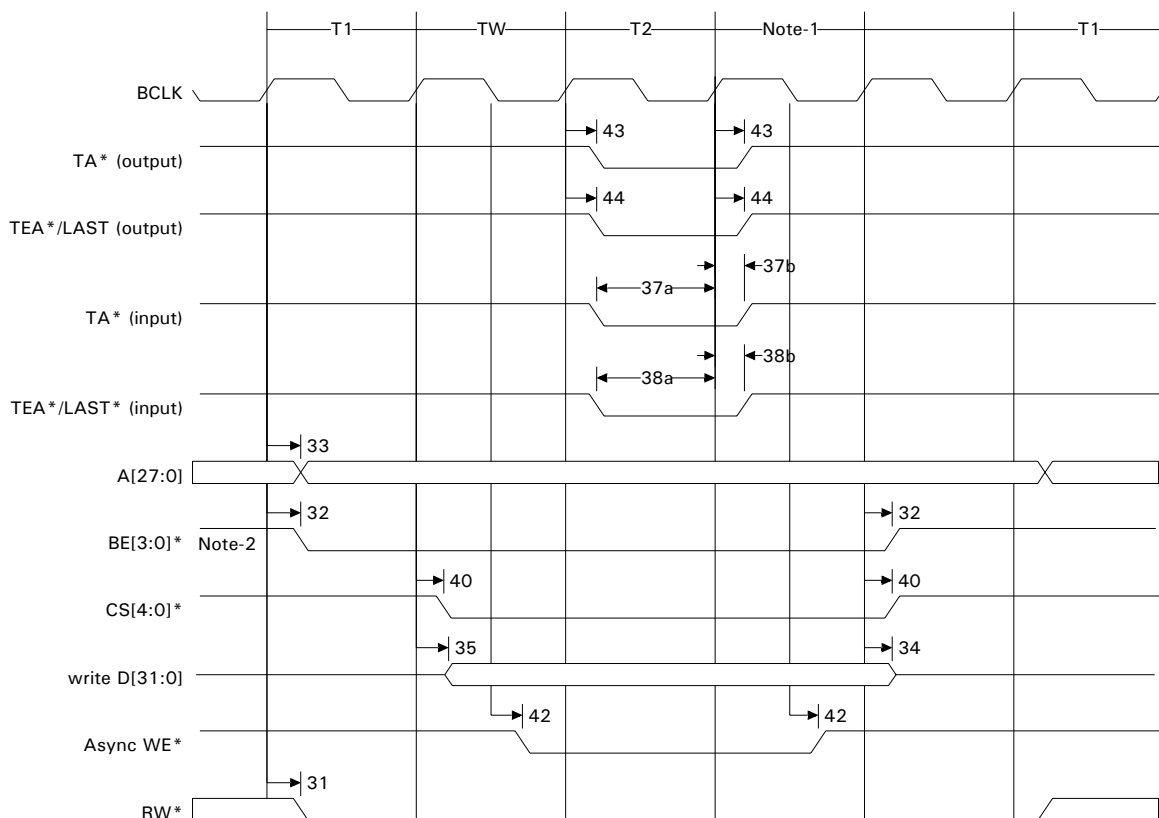 T1 TW T2 Note-1 T1
BCLK
43 43
TA* (output)
44 44
TEA*/LAST (output)
37b
37a
TA* (input)
38b
38a
TEA*/LAST* (input)
33
A[27:0]
32 32
BE[3:0]* Note-2
40 40
CS[4:0]*
35 34
write D[31:0]
42 42
Async WE*
31
RW*